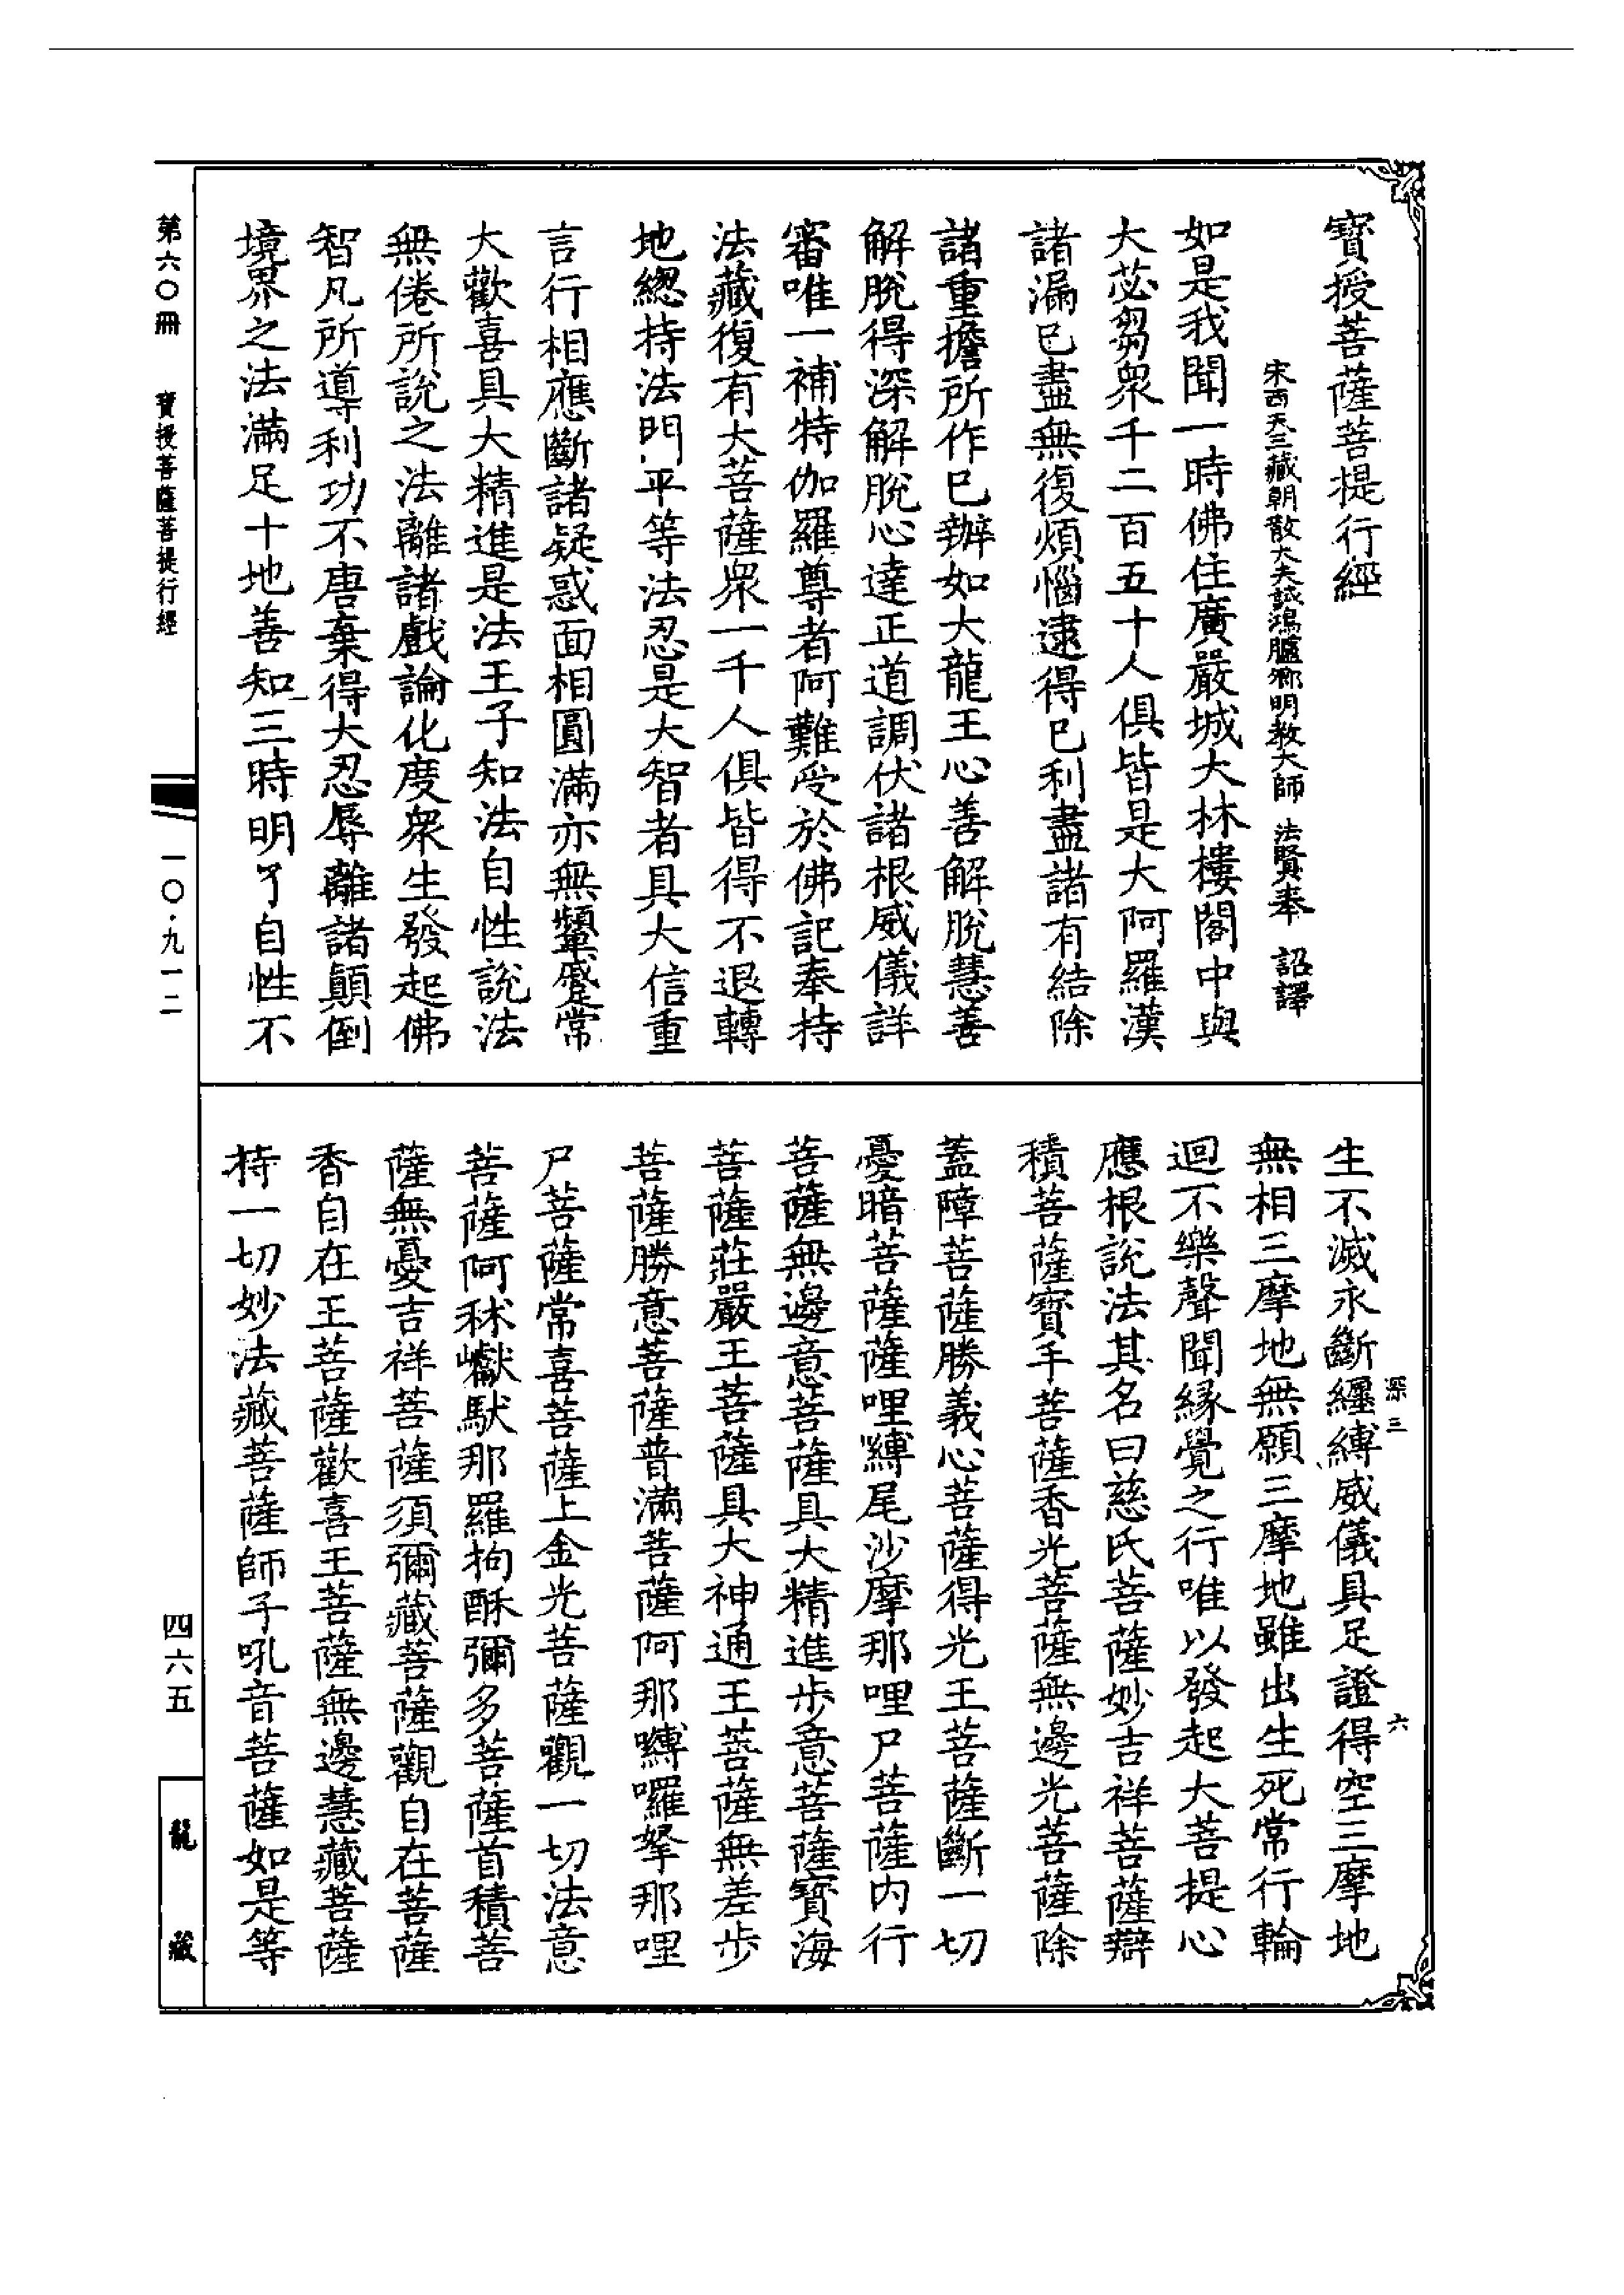 寶授菩薩菩提行經
宋西天三藏朝散大夫試鴻臚卿明教大師 法賢奉 詔譯
如是我聞一時佛住廣嚴城大林樓閣中與
大苾芻衆千二百五十人俱皆是大阿羅漢
諸漏已盡無復煩惱逮得已利盡諸有結除
諸重擔所作已辦如大龍王心善解脫慧善
解脫得深解脫心達正道調伏諸根威儀詳
審唯一補特伽羅尊者阿難受於佛記奉持
法藏復有大菩薩衆一千人俱皆得不退轉
地緫持法門平等法忍是大智者具大信重
言行相應斷諸疑惑面相圓滿亦無顰蹙常
大歡喜具大精進是法王子知法自性說法
無倦所說之法離諸戲論化度衆生發起佛
智凡所導利功不唐棄得大忍辱離諸顛倒
境界之法滿足十地善知三時明了自性不
生不滅永斷纒縛威儀具足證得空三摩地
無相三摩地無願三摩地雖出生死常行輪
迴不樂聲聞緣覺之行唯以發起大菩提心
應根說法其名曰慈氏菩薩妙吉祥菩薩辯
積菩薩寶手菩薩香光菩薩無邊光菩薩除
蓋障菩薩勝義心菩薩得光王菩薩斷一切
憂暗菩薩薩哩嚩尾沙摩那哩尸菩薩内行
菩薩無邊意菩薩具大精進步意菩薩寶海
菩薩莊嚴王菩薩具大神通王菩薩無差步
菩薩勝意菩薩普滿菩薩阿那嚩囉拏那哩
尸菩薩常喜菩薩上金光菩薩觀一切法意
菩薩阿秫巘馱那羅拘酥彌多菩薩首積菩
薩無憂吉祥菩薩須彌藏菩薩觀自在菩薩
香自在王菩薩歡喜王菩薩無邊慧藏菩薩
持一切妙法藏菩薩師子吼音菩薩如是等
深三
六
第六〇冊 寶授菩薩菩提行經
一〇·九一二
四六五
龍藏